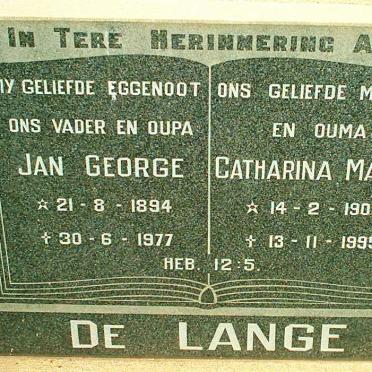 IN TERE HERINNERING A
MY GELIEFDE EGGENOOT
ONS VADER EN OUPA
JAN GEORGE
☆ 21 - 8 - 1894
✝ 30 - 6 - 1977
ONS GELIEFDE M
EN OUMA
CATHARINA MA
☆ 14 - 2 - 190
✝ 13 - 11 - 1995
HEB. 12:5.
DE LANGE